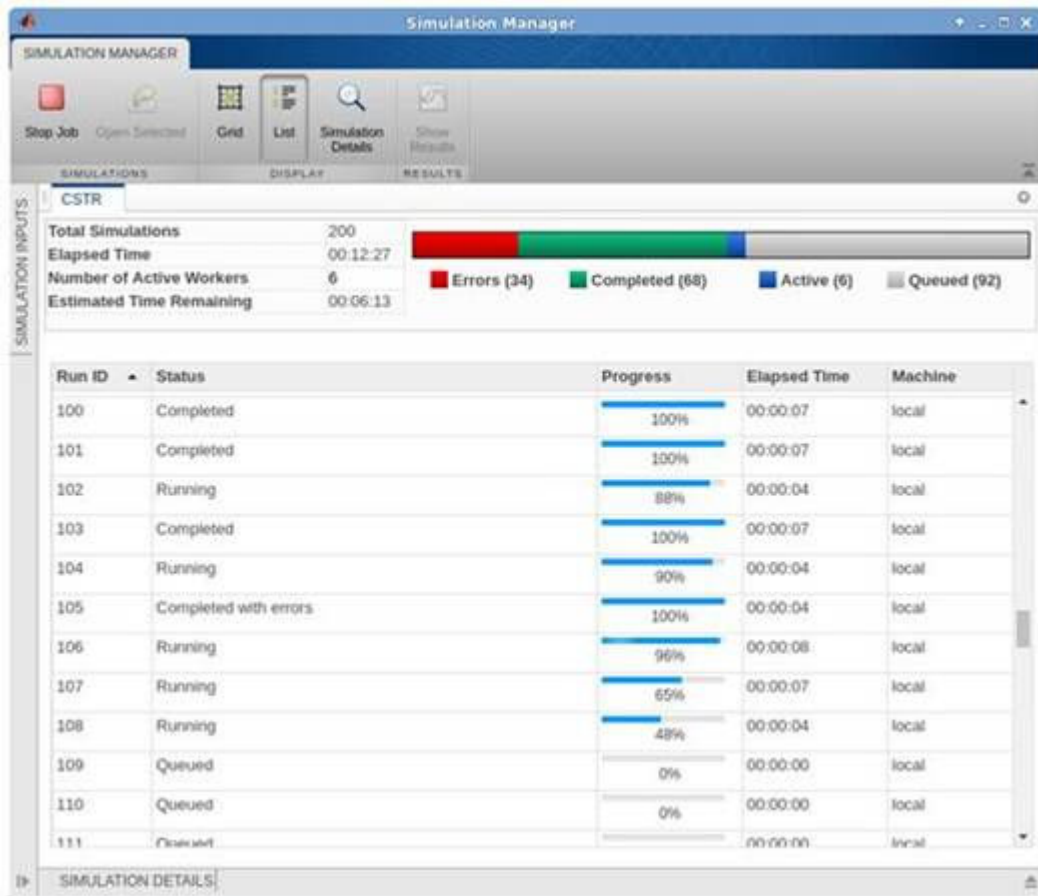 Simulation Manager
SIMULATION MANAGER
Stop Job Open Selected Grid List Simulation Details Show Results
SIMULATIONS DISPLAY RESULTS
SIMULATION INPUTS
CSTR
Total Simulations 200
Elapsed Time 00:12:27
Number of Active Workers 6
Estimated Time Remaining 00:06:13
Errors (34) Completed (68) Active (6) Queued (92)
Run ID Status Progress Elapsed Time Machine
100 Completed 100% 00:00:07 local
101 Completed 100% 00:00:07 local
102 Running 88% 00:00:04 local
103 Completed 100% 00:00:07 local
104 Running 90% 00:00:04 local
105 Completed with errors 100% 00:00:04 local
106 Running 96% 00:00:08 local
107 Running 65% 00:00:07 local
108 Running 48% 00:00:04 local
109 Queued 0% 00:00:00 local
110 Queued 0% 00:00:00 local
111 Queued 00:00:00 local
SIMULATION DETAILS